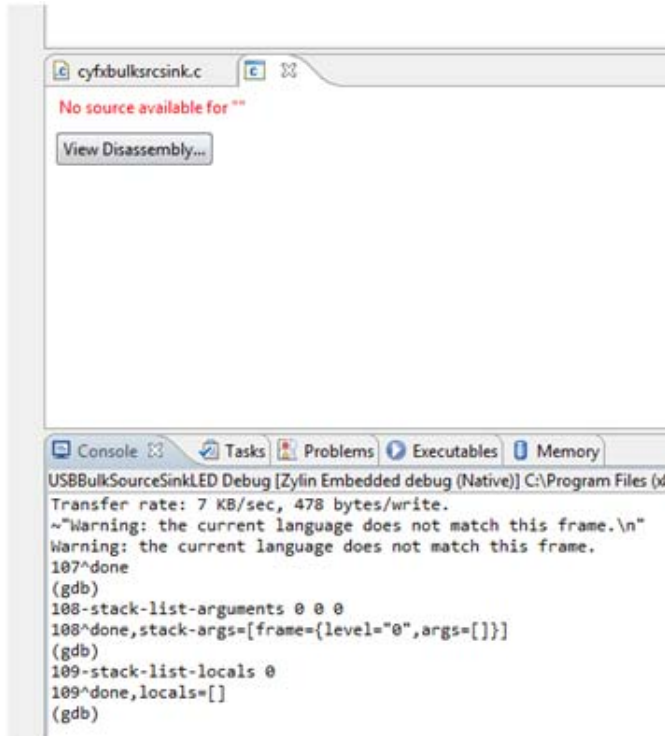 cyfxbulksrcsink.c
No source available for ""
View Disassembly...
Console Tasks Problems Executables Memory
USBBulkSourceSinkLED Debug [Zylin Embedded debug (Native)] C:\Program Files
Transfer rate: 7 KB/sec, 478 bytes/write.
~"Warning: the current language does not match this frame.\n"
Warning: the current language does not match this frame.
107^done
(gdb)
108-stack-list-arguments 0 0 0
108^done,stack-args=[frame={level="0",args=[]}]
(gdb)
109-stack-list-locals 0
109^done,locals=[]
(gdb)